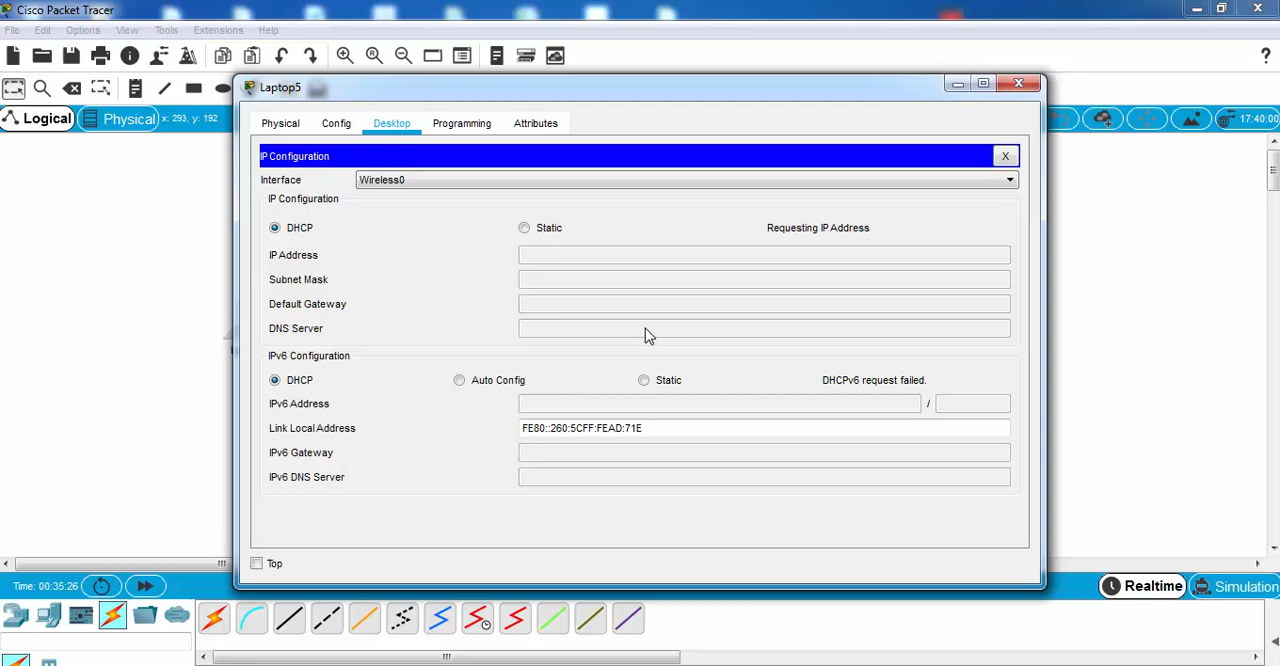 Cisco Packet Tracer
File Edit View Tools Extensions Help
?
Laptop5
Logical Physical x: 293, y: 192 17:40:00
Physical Config Desktop Programming Attributes
IP Configuration X
Interface Wireless0
IP Configuration
DHCP Static Requesting IP Address
IP Address
Subnet Mask
Default Gateway
DNS Server
IPv6 Configuration
DHCP Auto Config Static DHCPv6 request failed.
IPv6 Address /
Link Local Address FE80::260:5CFF:FEAD:71E
IPv6 Gateway
IPv6 DNS Server
Top
Time: 00:35:26 Realtime Simulation